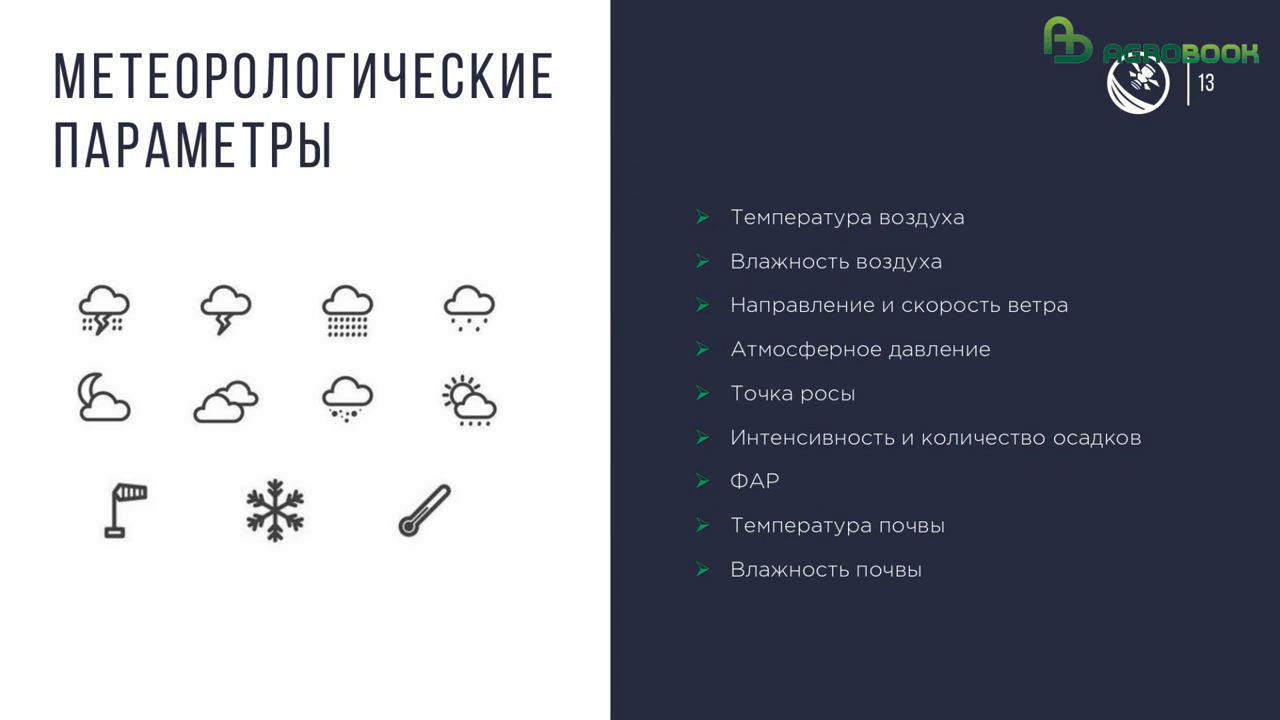 МЕТЕОРОЛОГИЧЕСКИЕ
ПАРАМЕТРЫ
AGROBOOK
13
Температура воздуха
Влажность воздуха
Направление и скорость ветра
Атмосферное давление
Точка росы
Интенсивность и количество осадков
ФАР
Температура почвы
Влажность почвы